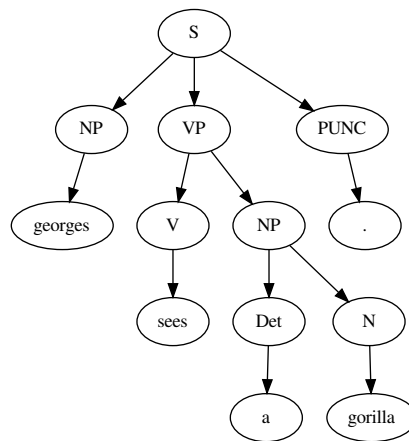 S
NP VP PUNC
georges V NP .
sees Det N
a gorilla